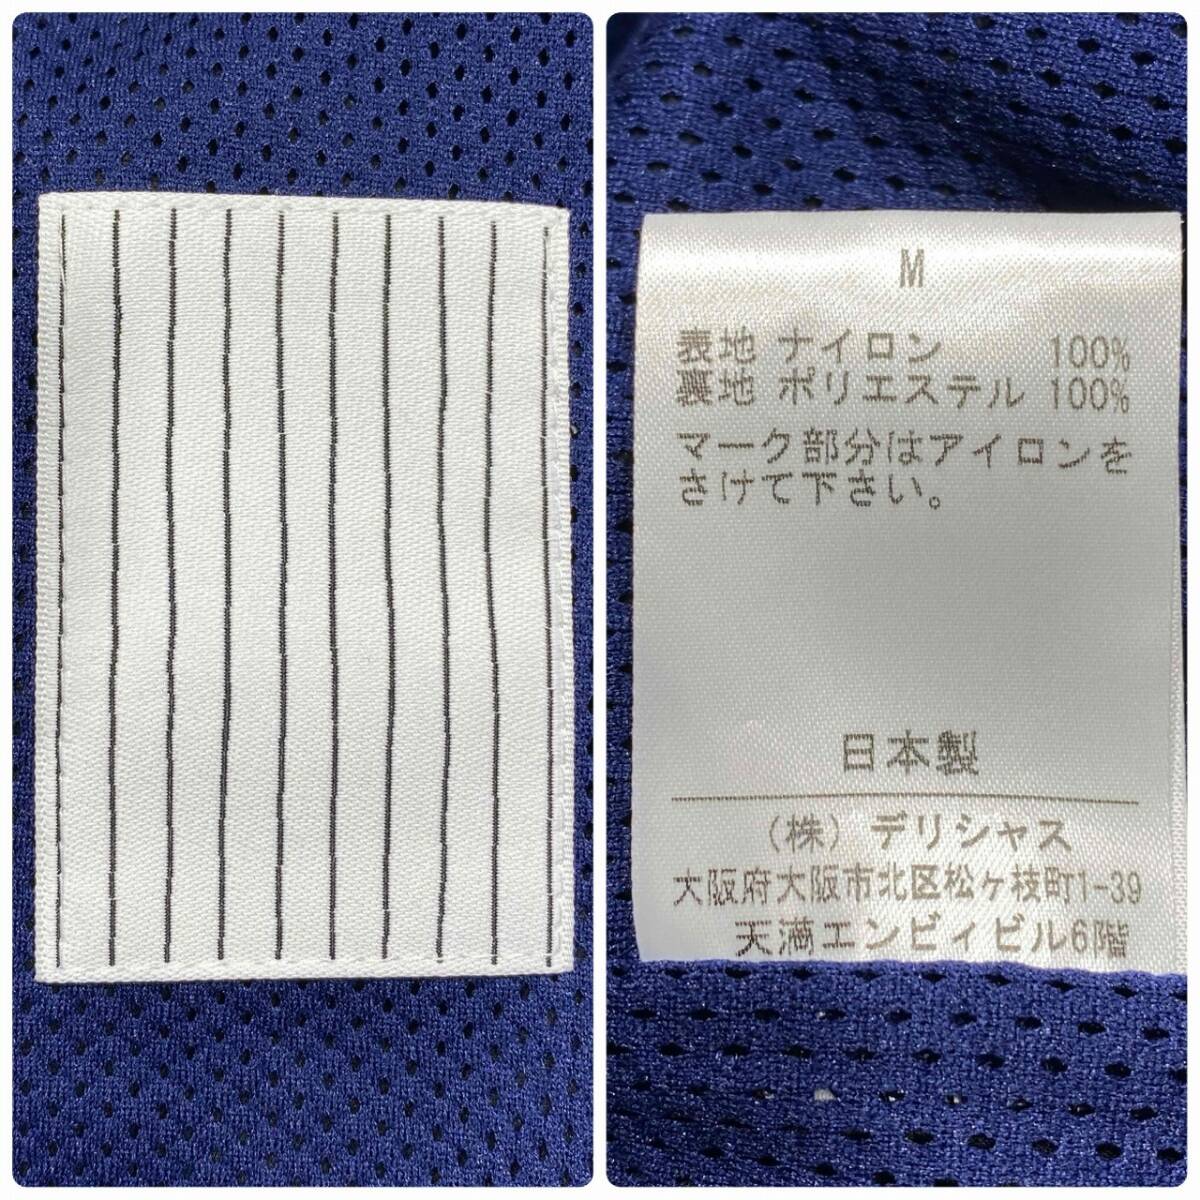 M
表地 ナイロン 100%
裏地 ポリエステル 100%
マーク部分はアイロンを
さけて下さい。
日本製
(株) デリシャス
大阪府大阪市北区松ヶ枝町1-39
天満エンビィビル6階